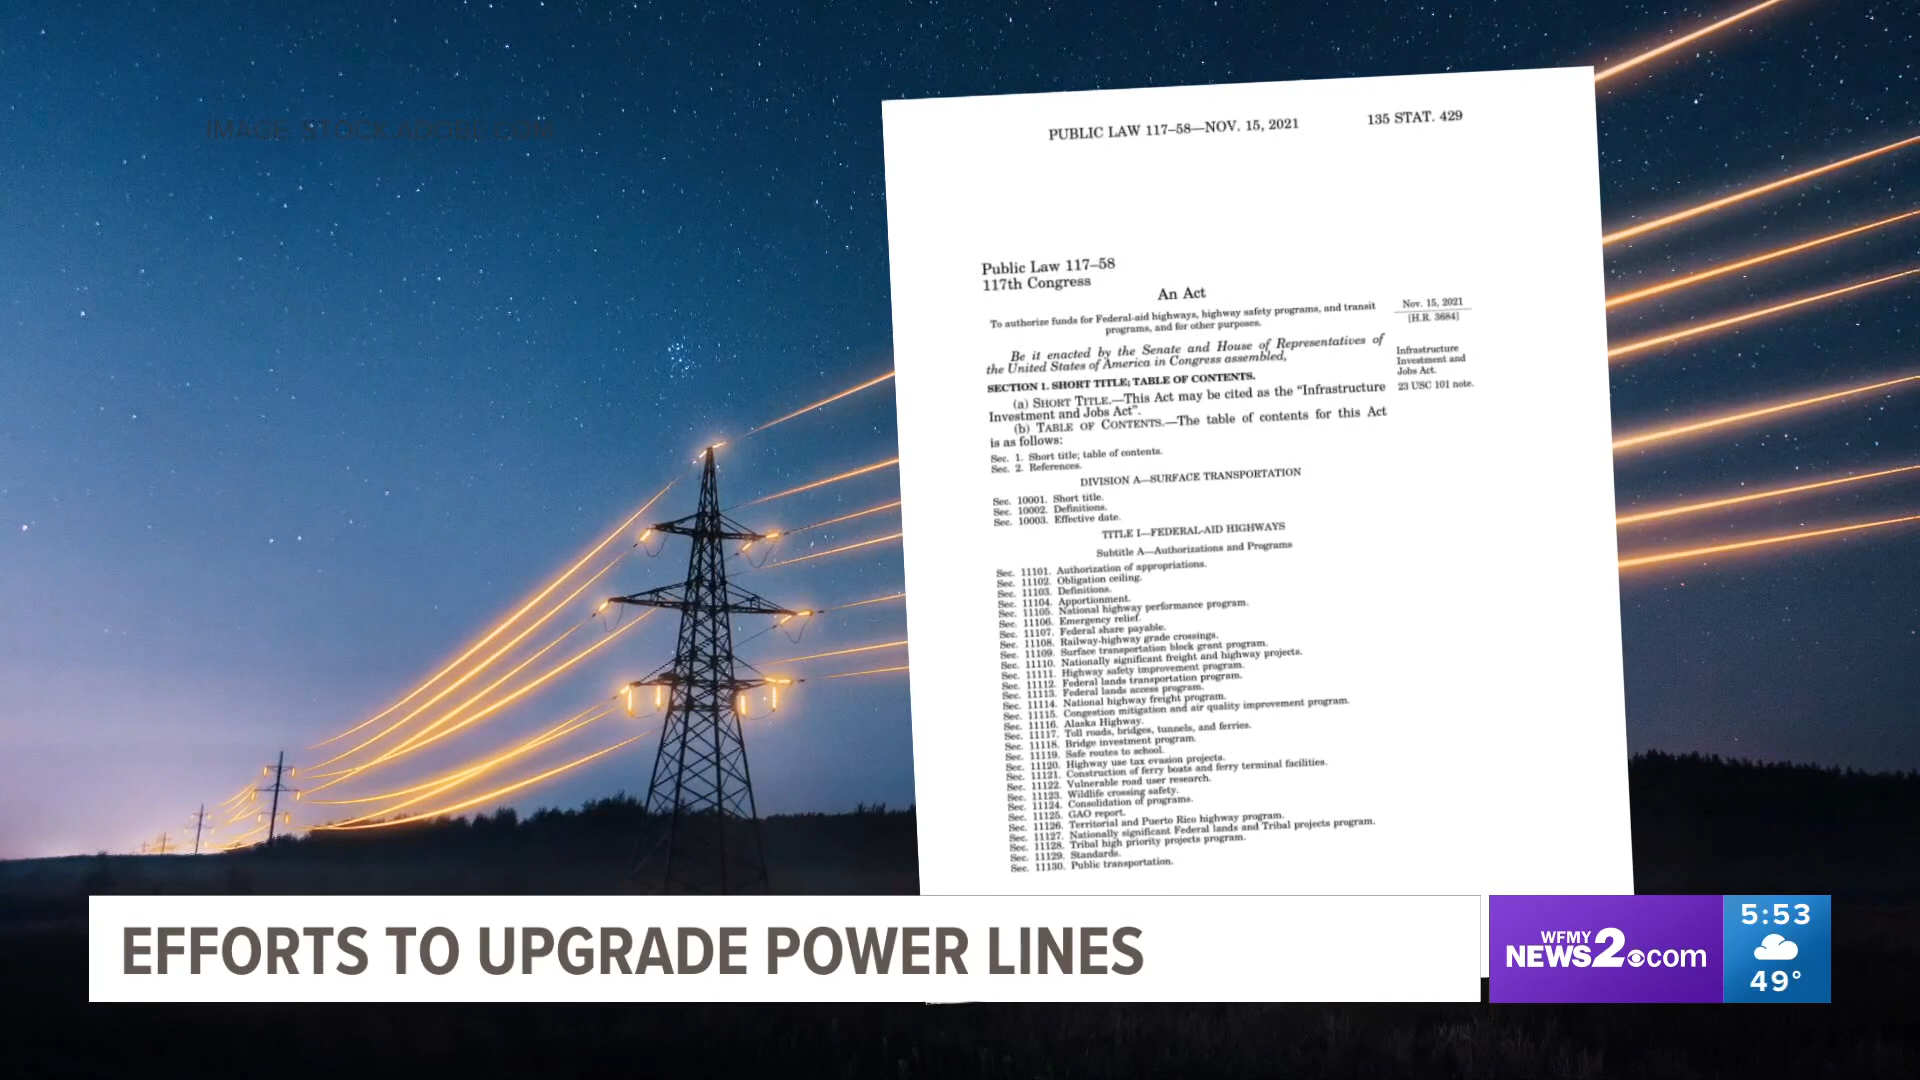 IMAGE: STOCK.ADOBE.COM
PUBLIC LAW 117–58—NOV. 15, 2021
135 STAT. 429
Public Law 117–58
117th Congress
An Act
To authorize funds for Federal-aid highways, highway safety programs, and transit
programs, and for other purposes.
Nov. 15, 2021
[H.R. 3684]
Be it enacted by the Senate and House of Representatives of
the United States of America in Congress assembled,
Infrastructure
Investment and
Jobs Act.
23 USC 101 note.
SECTION 1. SHORT TITLE; TABLE OF CONTENTS.
(a) SHORT TITLE.—This Act may be cited as the “Infrastructure
Investment and Jobs Act”.
(b) TABLE OF CONTENTS.—The table of contents for this Act
is as follows:
Sec. 1. Short title; table of contents.
Sec. 2. References.
DIVISION A—SURFACE TRANSPORTATION
Sec. 10001. Short title.
Sec. 10002. Definitions.
Sec. 10003. Effective date.
TITLE I—FEDERAL-AID HIGHWAYS
Subtitle A—Authorizations and Programs
Sec. 11101. Authorization of appropriations.
Sec. 11102. Obligation ceiling.
Sec. 11103. Definitions.
Sec. 11104. Apportionment.
Sec. 11105. National highway performance program.
Sec. 11106. Emergency relief.
Sec. 11107. Federal share payable.
Sec. 11108. Railway-highway grade crossings.
Sec. 11109. Surface transportation block grant program.
Sec. 11110. Nationally significant freight and highway projects.
Sec. 11111. Highway safety improvement program.
Sec. 11112. Federal lands transportation program.
Sec. 11113. Federal lands access program.
Sec. 11114. National highway freight program.
Sec. 11115. Congestion mitigation and air quality improvement program.
Sec. 11116. Alaska Highway.
Sec. 11117. Toll roads, bridges, tunnels, and ferries.
Sec. 11118. Bridge investment program.
Sec. 11119. Safe routes to school.
Sec. 11120. Highway use tax evasion projects.
Sec. 11121. Construction of ferry boats and ferry terminal facilities.
Sec. 11122. Vulnerable road user research.
Sec. 11123. Wildlife crossing safety.
Sec. 11124. Consolidation of programs.
Sec. 11125. GAO report.
Sec. 11126. Territorial and Puerto Rico highway program.
Sec. 11127. Nationally significant Federal lands and Tribal projects program.
Sec. 11128. Tribal high priority projects program.
Sec. 11129. Standards.
Sec. 11130. Public transportation.
EFFORTS TO UPGRADE POWER LINES
WFMY
NEWS 2.com
5:53
49°